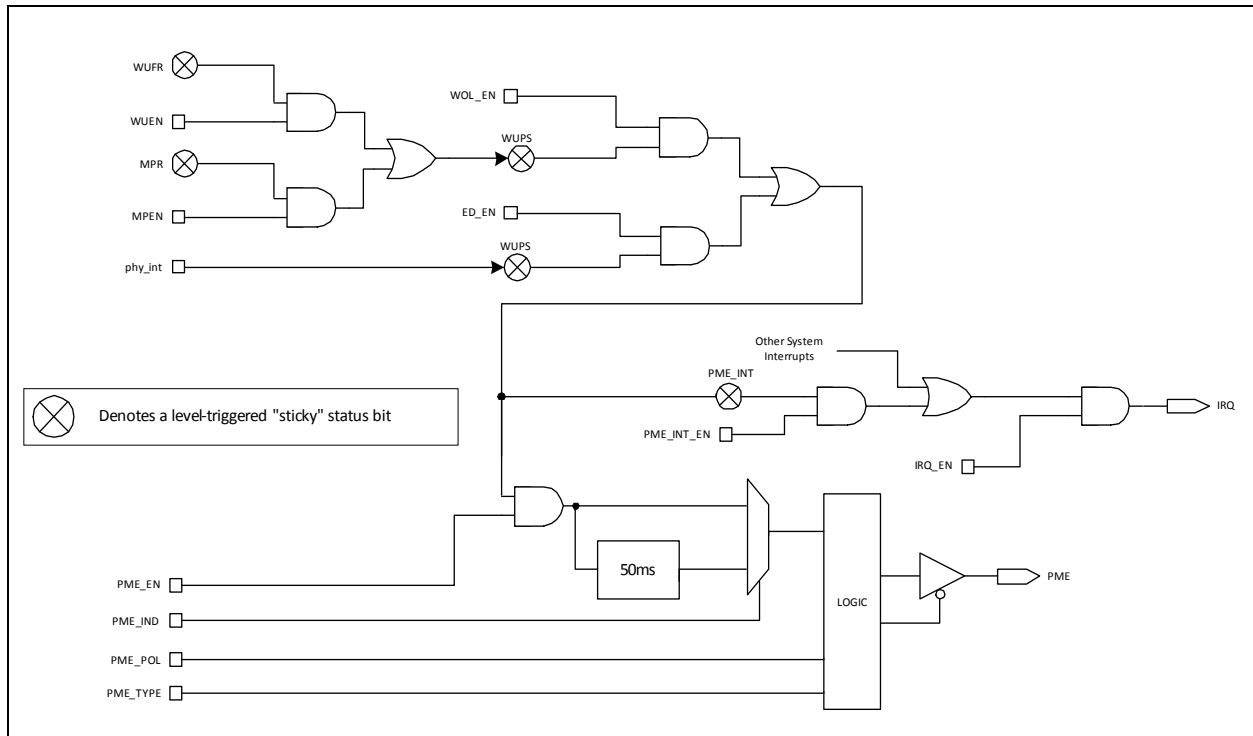 WUFR
WOL_EN
WUEN
WUPS
MPR
MPEN
ED_EN
WUPS
phy_int
Other System
Interrupts
PME_INT
Denotes a level-triggered "sticky" status bit
IRQ
PME_INT_EN
IRQ_EN
50ms
PME_EN
PME
LOGIC
PME_IND
PME_POL
PME_TYPE